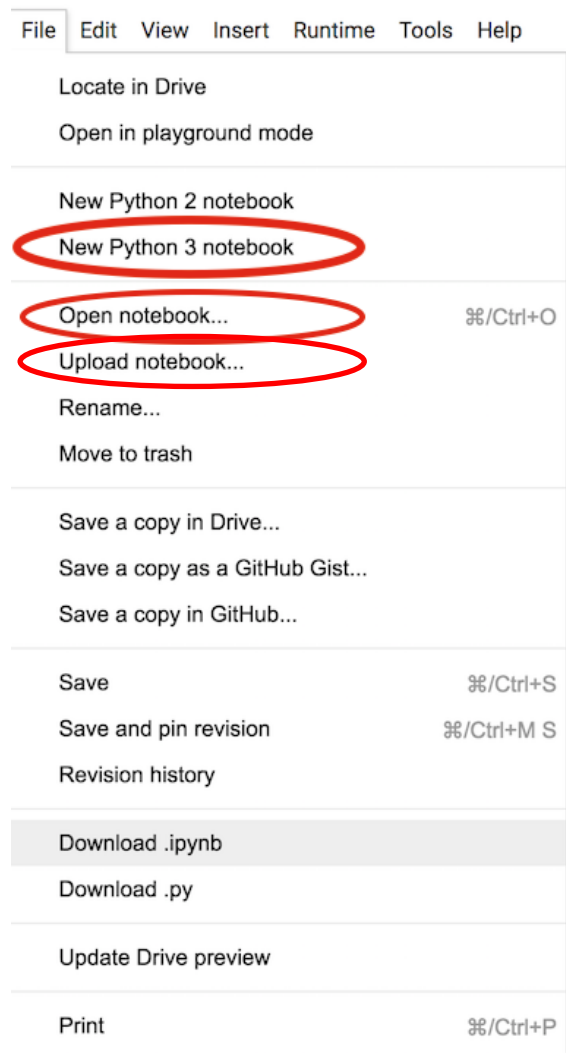 File Edit View Insert Runtime Tools Help
Locate in Drive
Open in playground mode
New Python 2 notebook
New Python 3 notebook
Open notebook... ⌘/Ctrl+O
Upload notebook...
Rename...
Move to trash
Save a copy in Drive...
Save a copy as a GitHub Gist...
Save a copy in GitHub...
Save ⌘/Ctrl+S
Save and pin revision ⌘/Ctrl+M S
Revision history
Download .ipynb
Download .py
Update Drive preview
Print ⌘/Ctrl+P